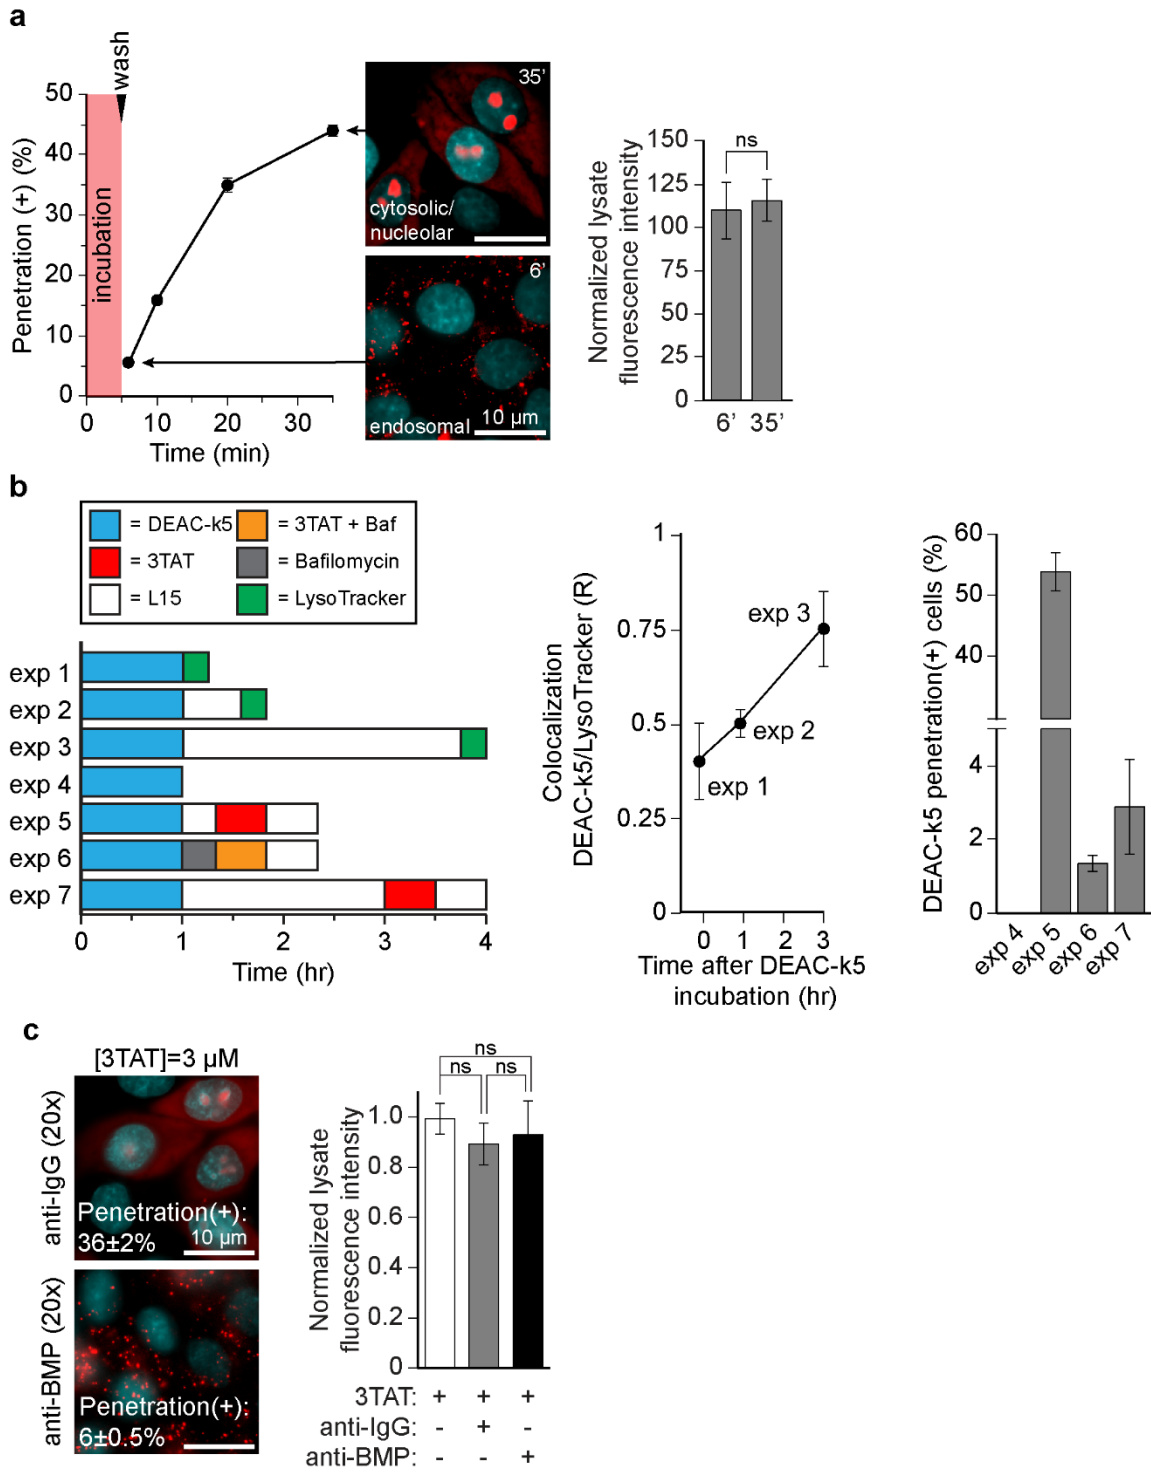 a
wash
Penetration (+) (%)
50
40
30
20
10
0
incubation
0
10
20
30
Time (min)
35'
cytosolic/
nucleolar
6'
endosomal
10 µm
Normalized lysate
fluorescence intensity
150
125
100
75
50
25
0
ns
6' 35'
b
= DEAC-k5
= 3TAT + Baf
= 3TAT
= Bafilomycin
= L15
= LysoTracker
exp 1
exp 2
exp 3
exp 4
exp 5
exp 6
exp 7
0 1 2 3 4
Time (hr)
Colocalization
DEAC-k5/LysoTracker (R)
1
0.75
0.5
0.25
0
exp 3
exp 2
exp 1
0 1 2 3
Time after DEAC-k5
incubation (hr)
DEAC-k5 penetration(+) cells (%)
60
50
40
4
2
0
exp 4
exp 5
exp 6
exp 7
c
[3TAT]=3 µM
anti-IgG (20x)
Penetration(+):
36±2%
10 µm
anti-BMP (20x)
Penetration(+):
6±0.5%
Normalized lysate
fluorescence intensity
ns
ns ns
1.0
0.8
0.6
0.4
0.2
0
3TAT: + + +
anti-IgG: - + -
anti-BMP: - - +